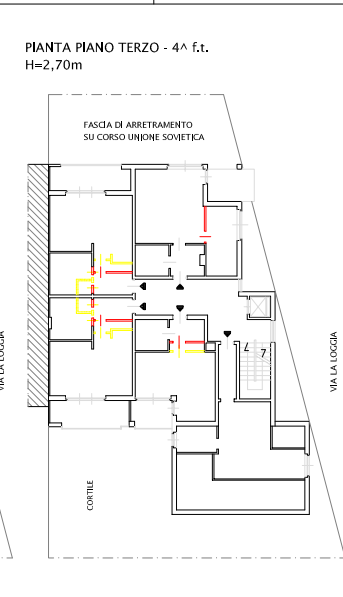 PIANTA PIANO TERZO - 4^ f.t.
H=2,70m
FASCIA DI ARRETRAMENTO
SU CORSO UNIONE SOVIETICA
VIA LA LOGGIA
VIA LA LOGGIA
4 7
CORTILE